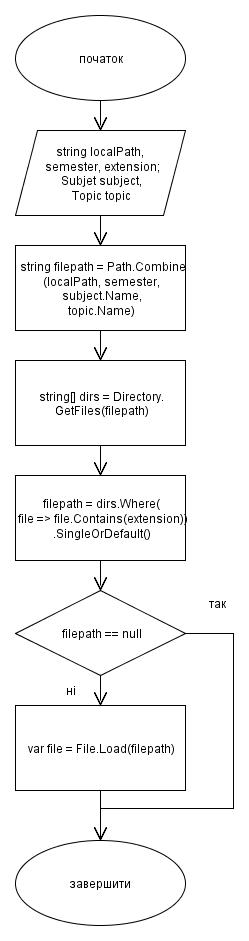 початок
string localPath,
semester, extension;
Subjet subject,
Topic topic
string filepath = Path.Combine
(localPath, semester,
subject.Name,
topic.Name)
string[] dirs = Directory.
GetFiles(filepath)
filepath = dirs.Where(
file => file.Contains(extension))
.SingleOrDefault()
так
filepath == null
ні
var file = File.Load(filepath)
завершити